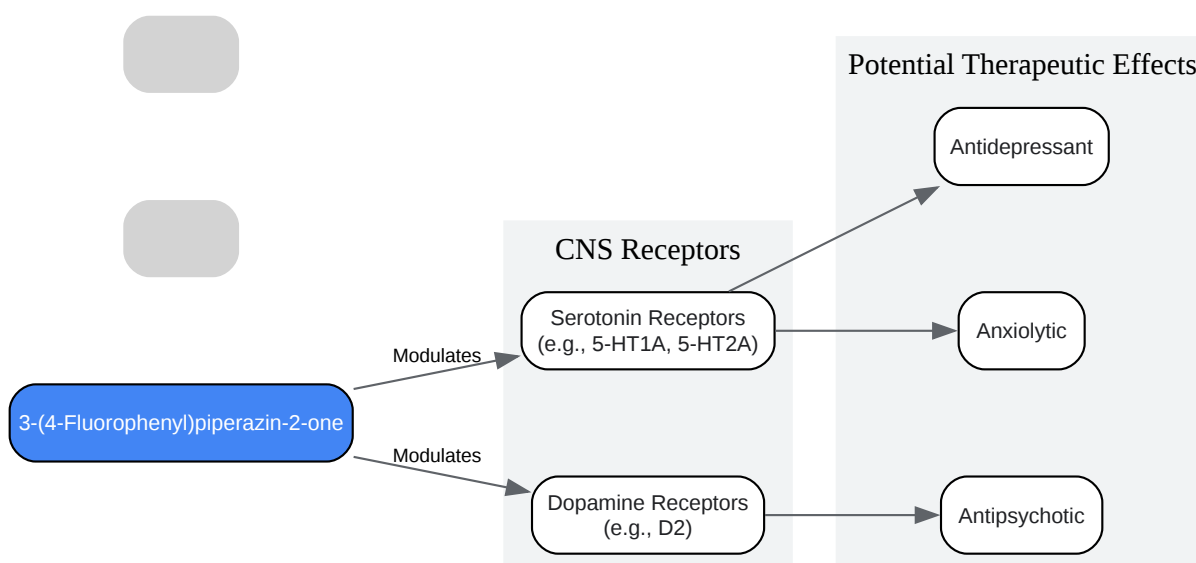 Potential Therapeutic Effects
Antidepressant
CNS Receptors
Serotonin Receptors
(e.g., 5-HT1A, 5-HT2A)
Anxiolytic
Modulates
3-(4-Fluorophenyl)piperazin-2-one
Modulates
Dopamine Receptors
(e.g., D2)
Antipsychotic